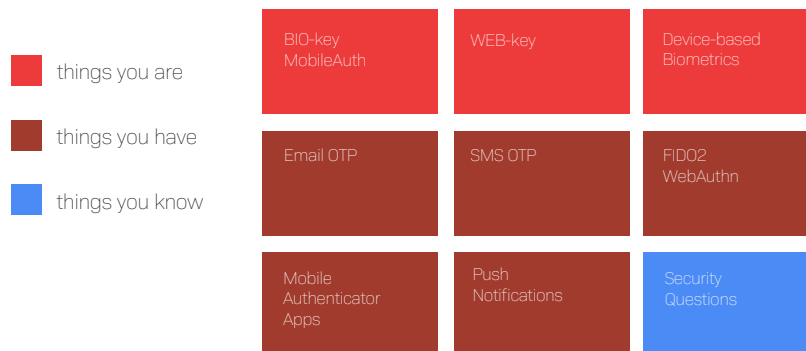 things you are
things you have
things you know
BIO-key
MobileAuth
WEB-key
Device-based
Biometrics
Email OTP
SMS OTP
FIDO2
WebAuthn
Mobile
Authenticator
Apps
Push
Notifications
Security
Questions